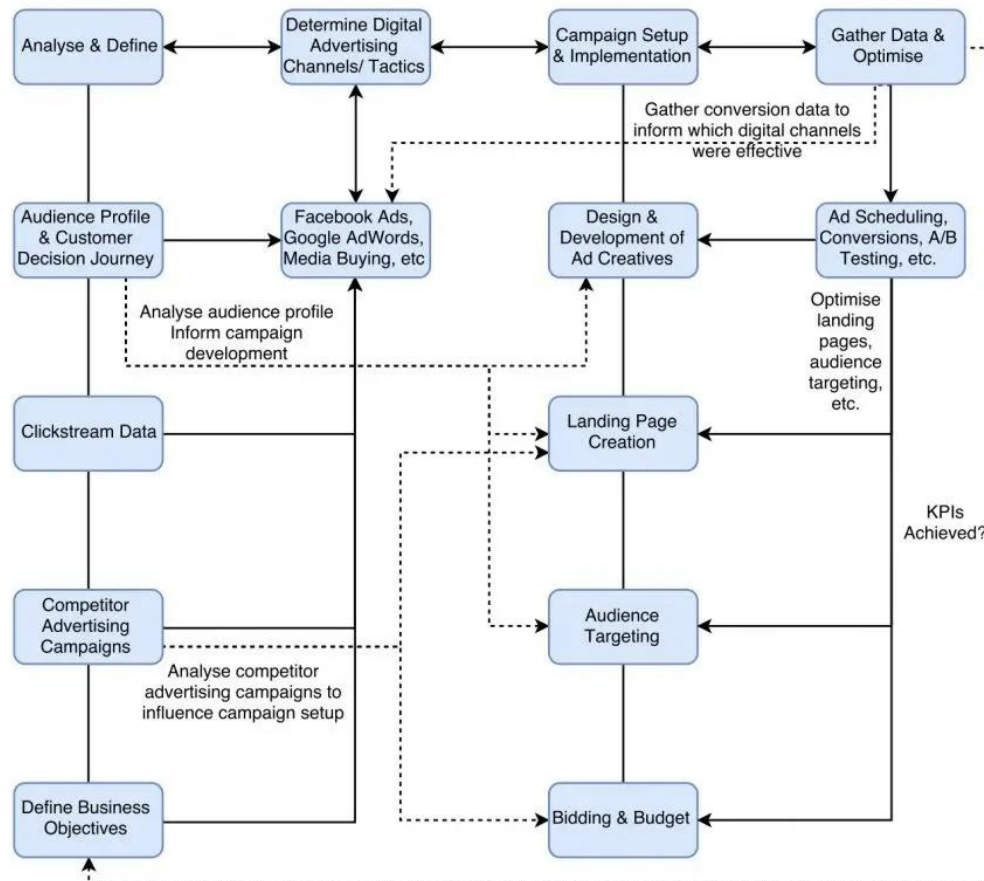 Analyse & Define
Determine Digital
Advertising
Channels/ Tactics
Campaign Setup
& Implementation
Gather Data &
Optimise
Gather conversion data to
inform which digital channels
were effective
Audience Profile
& Customer
Decision Journey
Facebook Ads,
Google AdWords,
Media Buying, etc
Design &
Development of
Ad Creatives
Ad Scheduling,
Conversions, A/B
Testing, etc.
Analyse audience profile
Inform campaign
development
Optimise
landing
pages,
audience
targeting,
etc.
Clickstream Data
Landing Page
Creation
KPIs
Achieved?
Competitor
Advertising
Campaigns
Audience
Targeting
Analyse competitor
advertising campaigns to
influence campaign setup
Define Business
Objectives
Bidding & Budget